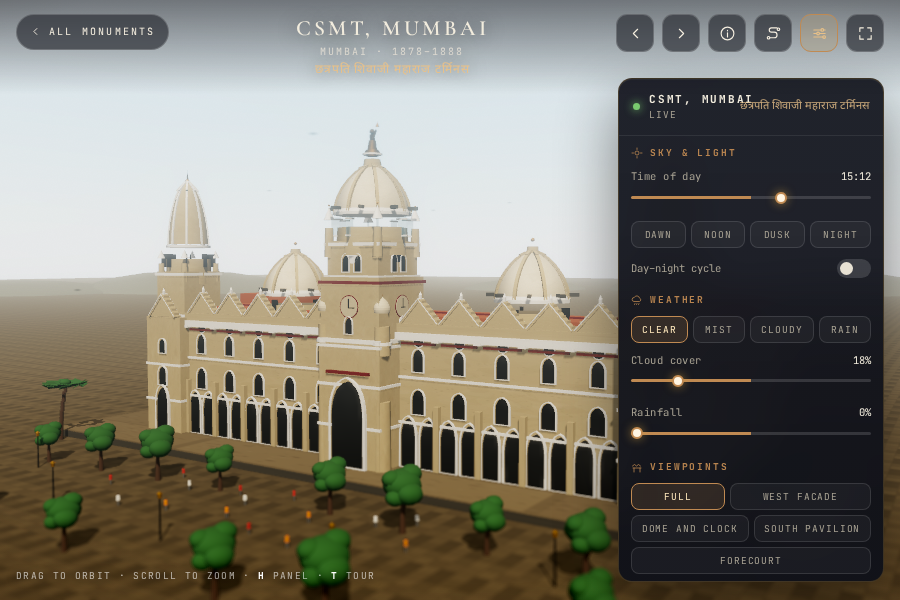 ALL MONUMENTS
CSMT, MUMBAI
MUMBAI · 1878–1888
छत्रपति शिवाजी महाराज टर्मिनस
CSMT, MUMBAI
छत्रपति शिवाजी महाराज टर्मिनस
LIVE
SKY & LIGHT
Time of day 15:12
DAWN NOON DUSK NIGHT
Day-night cycle
WEATHER
CLEAR MIST CLOUDY RAIN
Cloud cover 18%
Rainfall 0%
VIEWPOINTS
FULL WEST FACADE
DOME AND CLOCK SOUTH PAVILION
FORECOURT
DRAG TO ORBIT · SCROLL TO ZOOM · H PANEL · T TOUR